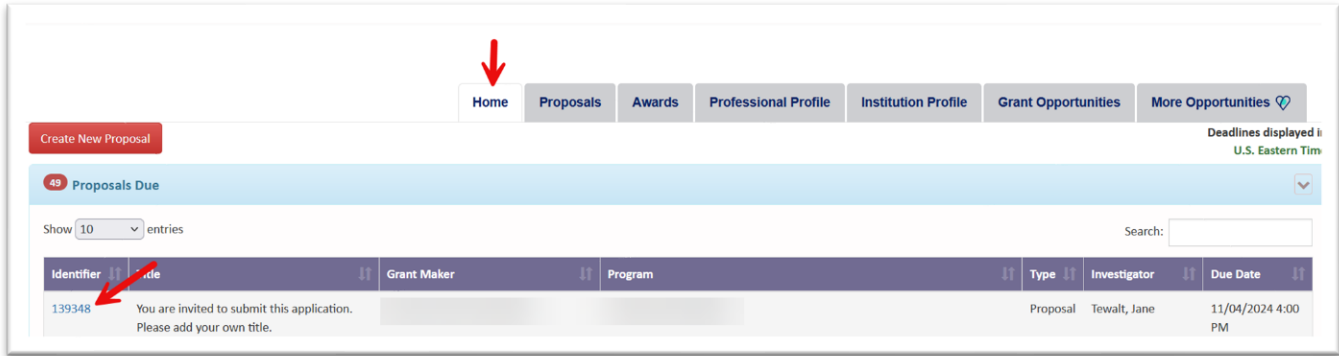 Home Proposals Awards Professional Profile Institution Profile Grant Opportunities More Opportunities
Create New Proposal
Deadlines displayed i
U.S. Eastern Tim
49 Proposals Due
Show 10 entries
Search:
Identifier Title Grant Maker Program Type Investigator Due Date
139348 You are invited to submit this application. Proposal Tewalt, Jane 11/04/2024 4:00
Please add your own title. PM